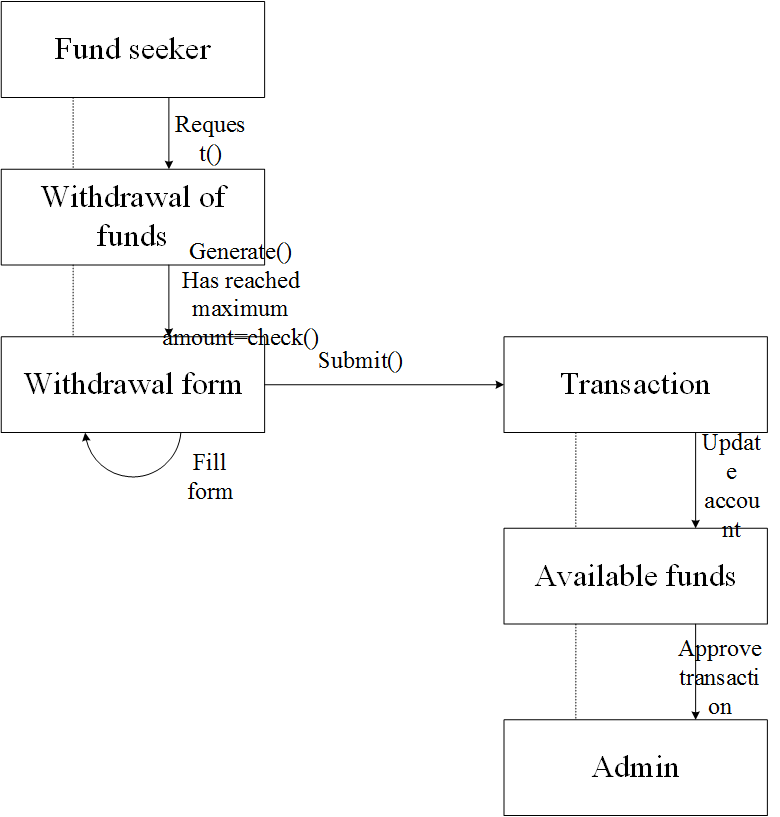 Fund seeker
Reques
t()
Withdrawal of
funds
Generate()
Has reached
maximum
amount=check()
Submit()
Withdrawal form
Transaction
Fill
form
Updat
e
accou
nt
Available funds
Approve
transacti
on
Admin